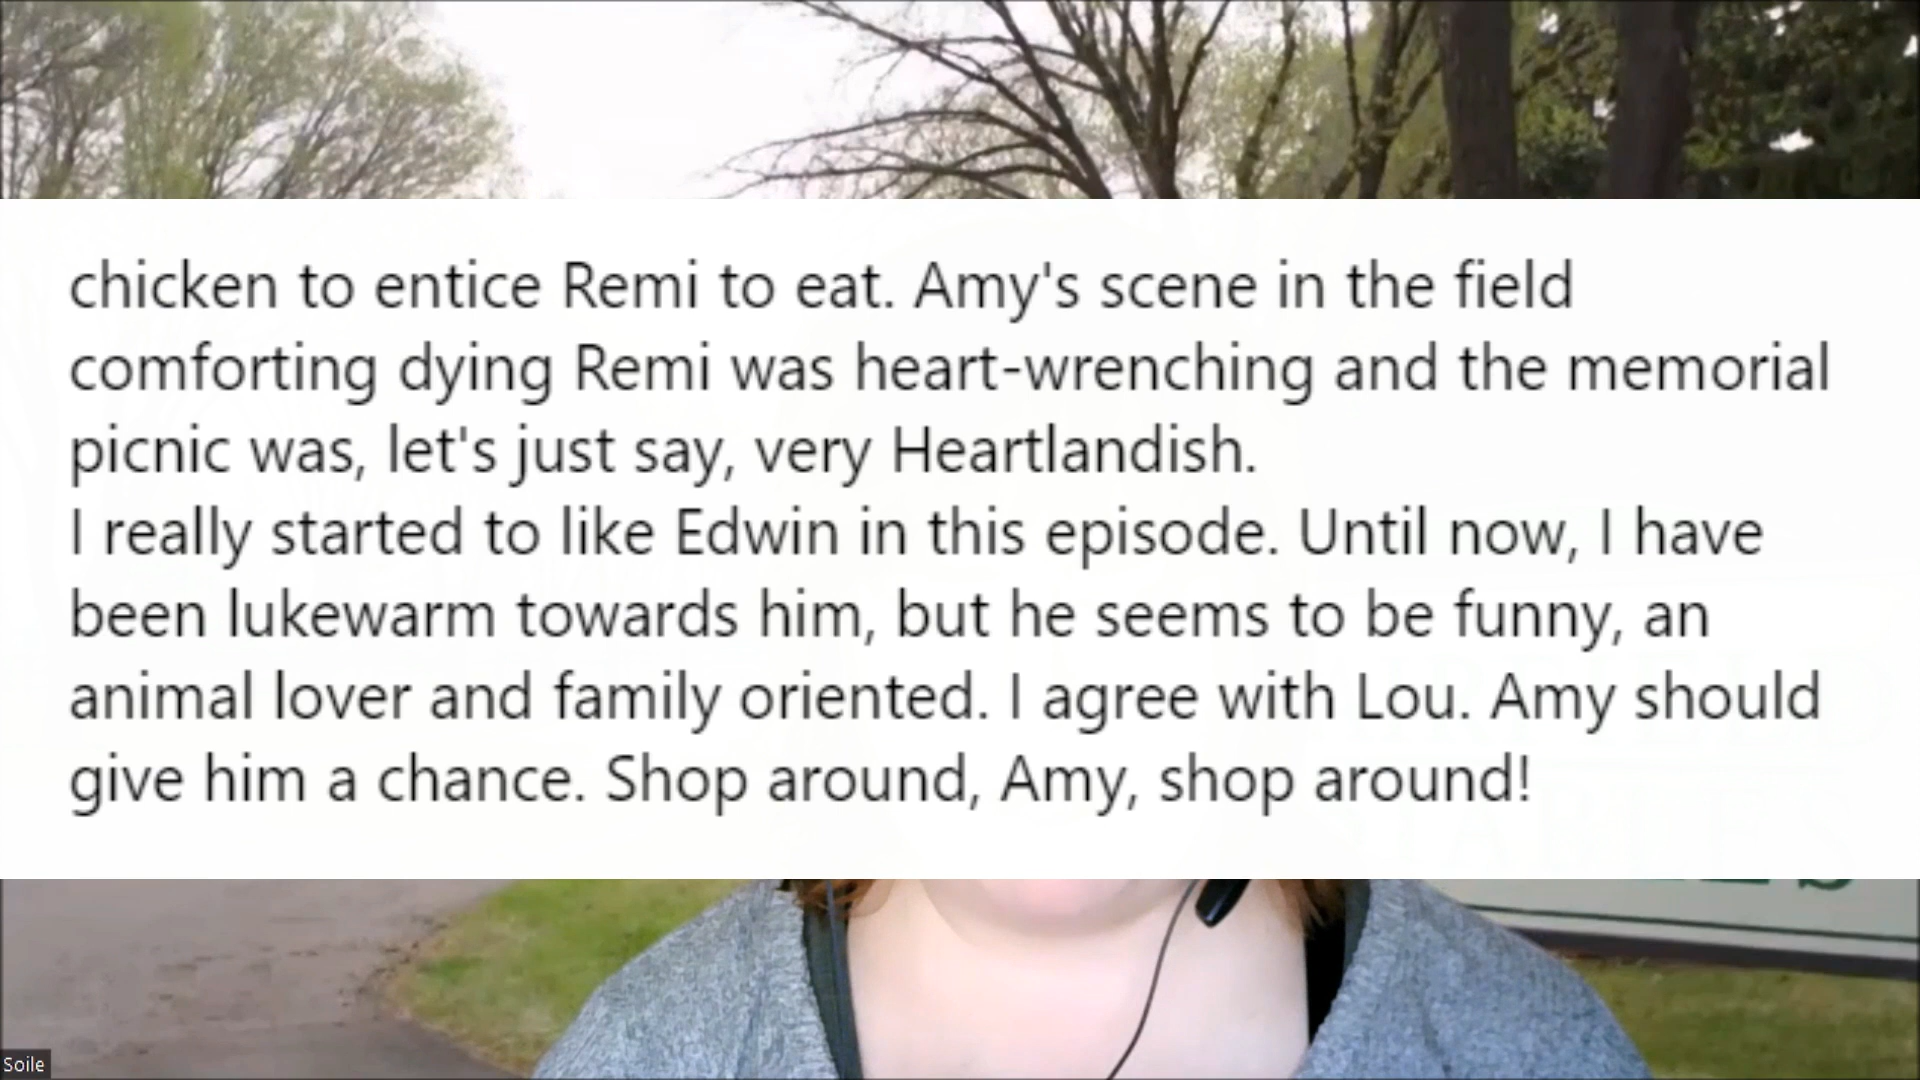 chicken to entice Remi to eat. Amy's scene in the field
comforting dying Remi was heart-wrenching and the memorial
picnic was, let's just say, very Heartlandish.
I really started to like Edwin in this episode. Until now, I have
been lukewarm towards him, but he seems to be funny, an
animal lover and family oriented. I agree with Lou. Amy should
give him a chance. Shop around, Amy, shop around!
Soile